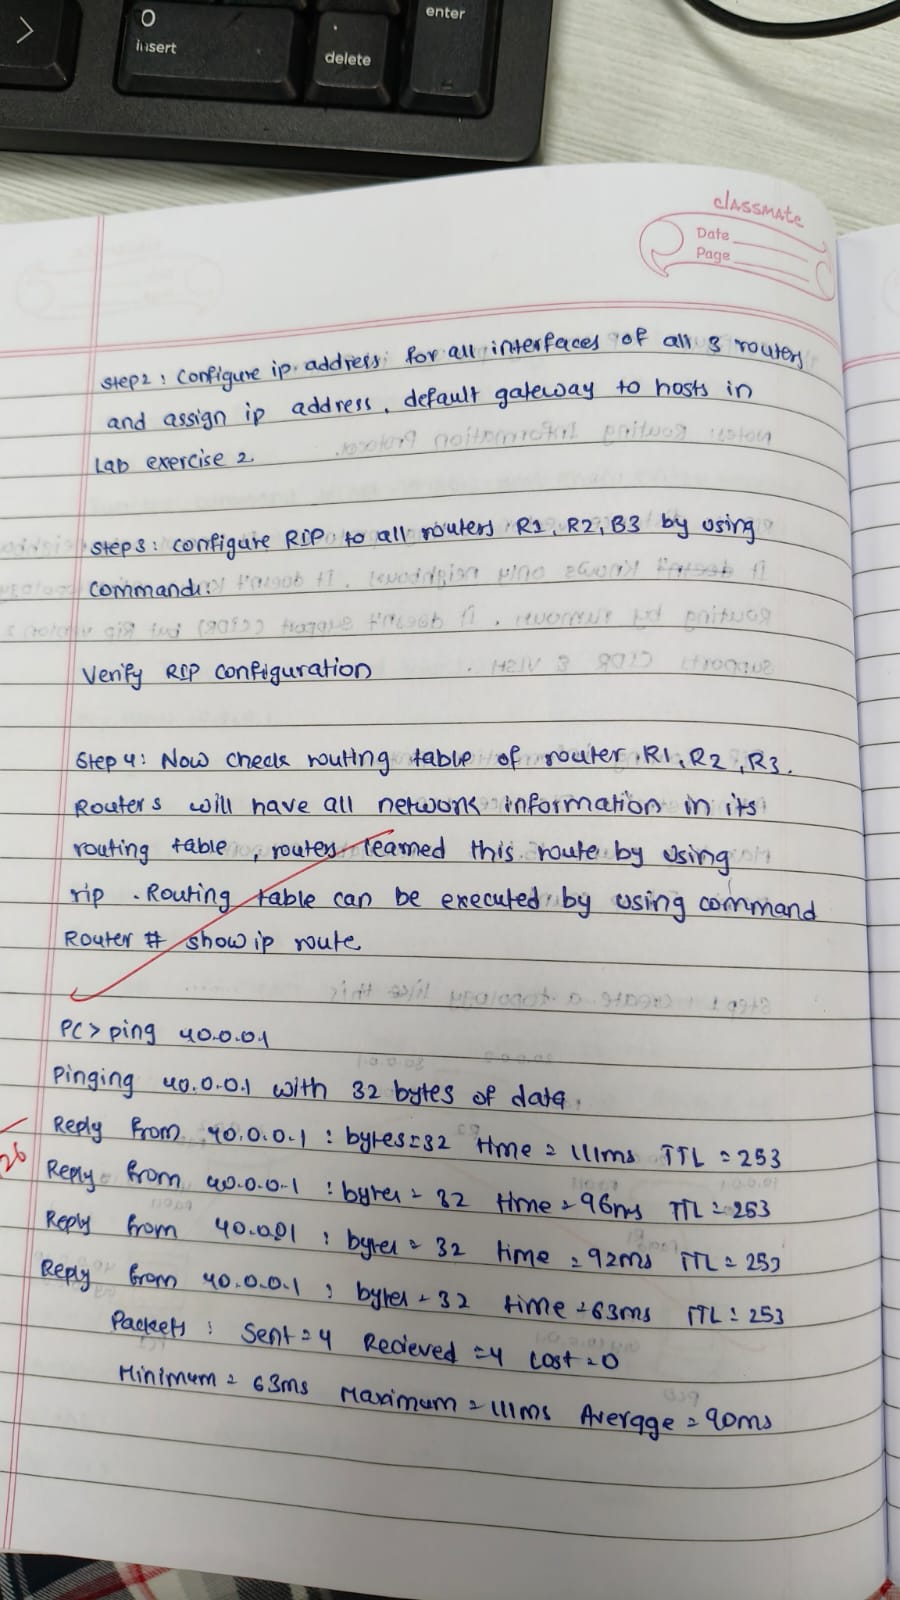 O
insert
delete
enter
classmate
Date
Page
Step2 : Configure ip address for all interfaces of all 3 routers
and assign ip address, default gateway to hosts in
Lab exercise 2.
Step3: configure RIP to all routers R1, R2, B3 by using
Command:
Verify RIP configuration
Step 4: Now check routing table of router R1, R2, R3.
Routers will have all network information in its
routing table, routers learned this route by using
rip . Routing table can be executed by using command
Router # show ip route
PC> ping 40.0.0.1
Pinging 40.0.0.1 with 32 bytes of data.
Reply from 40.0.0.1 : bytes=32 time = 111ms TTL = 253
Reply from 40.0.0.1 : bytes = 32 time = 96ms TTL = 253
Reply from 40.0.01 : bytes = 32 time = 92ms TTL = 253
Reply from 40.0.0.1 : bytes = 32 time = 63ms TTL = 253
Packets : Sent = 4 Recieved = 4 Lost = 0
Minimum = 63ms Maximum = 111ms Average = 90ms